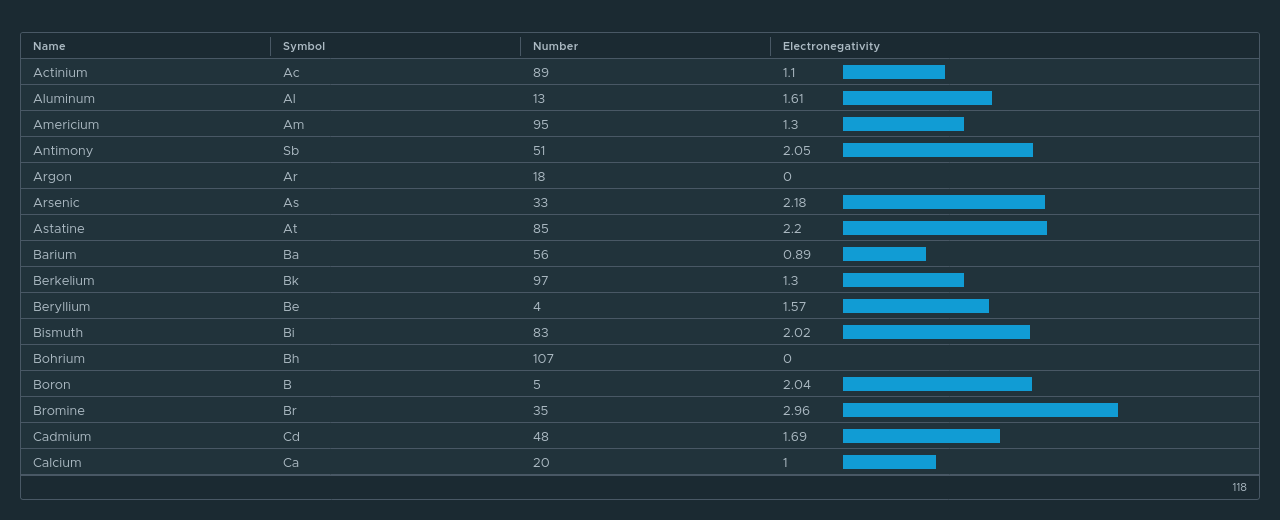 Name Symbol Number Electronegativity
Actinium Ac 89 1.1
Aluminum Al 13 1.61
Americium Am 95 1.3
Antimony Sb 51 2.05
Argon Ar 18 0
Arsenic As 33 2.18
Astatine At 85 2.2
Barium Ba 56 0.89
Berkelium Bk 97 1.3
Beryllium Be 4 1.57
Bismuth Bi 83 2.02
Bohrium Bh 107 0
Boron B 5 2.04
Bromine Br 35 2.96
Cadmium Cd 48 1.69
Calcium Ca 20 1
118